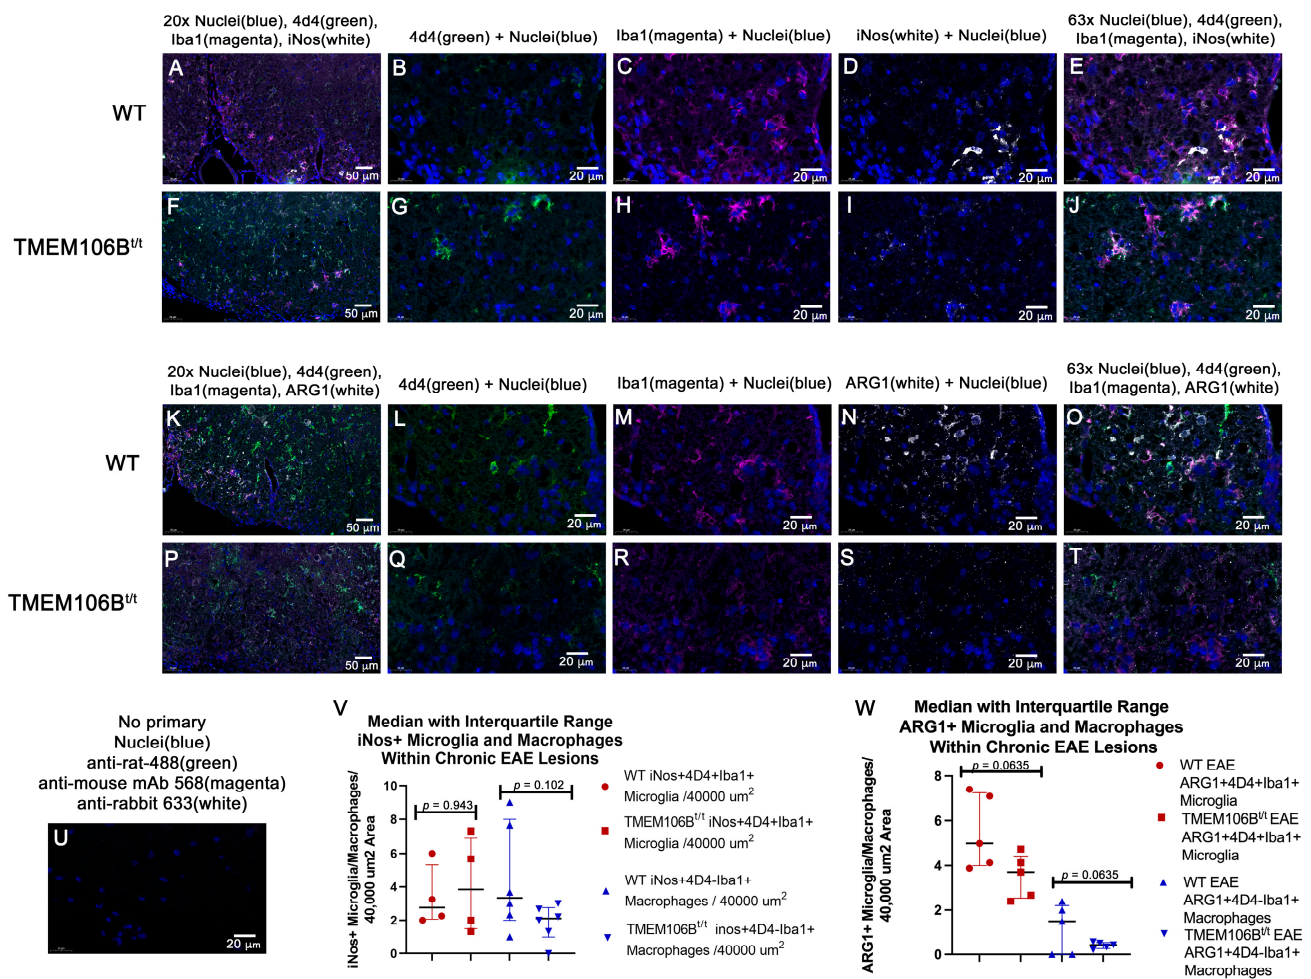 20x Nuclei(blue), 4d4(green),
Iba1(magenta), iNos(white)
4d4(green) + Nuclei(blue)
Iba1(magenta) + Nuclei(blue)
iNos(white) + Nuclei(blue)
63x Nuclei(blue), 4d4(green),
Iba1(magenta), iNos(white)
WT
A
50 µm
B
20 µm
C
20 µm
D
20 µm
E
20 µm
TMEM106Bt/t
F
50 µm
G
20 µm
H
20 µm
I
20 µm
J
20 µm
20x Nuclei(blue), 4d4(green),
Iba1(magenta), ARG1(white)
4d4(green) + Nuclei(blue)
Iba1(magenta) + Nuclei(blue)
ARG1(white) + Nuclei(blue)
63x Nuclei(blue), 4d4(green),
Iba1(magenta), ARG1(white)
WT
K
50 µm
L
20 µm
M
20 µm
N
20 µm
O
20 µm
TMEM106Bt/t
P
50 µm
Q
20 µm
R
20 µm
S
20 µm
T
20 µm
No primary
Nuclei(blue)
anti-rat-488(green)
anti-mouse mAb 568(magenta)
anti-rabbit 633(white)
U
20 µm
V
Median with Interquartile Range
iNos+ Microglia and Macrophages
Within Chronic EAE Lesions
iNos+ Microglia/Macrophages/
40,000 um2 Area
10
8
6
4
2
0
p = 0.943
p = 0.102
WT iNos+4D4+Iba1+
Microglia /40000 um2
TMEM106Bt/t iNos+4D4+Iba1+
Microglia /40000 um2
WT iNos+4D4-Iba1+
Macrophages / 40000 um2
TMEM106Bt/t inos+4D4-Iba1+
Macrophages /40000 um2
W
Median with Interquartile Range
ARG1+ Microglia and Macrophages
Within Chronic EAE Lesions
ARG1+ Microglia/Macrophages/
40,000 um2 Area
8
6
4
2
0
p = 0.0635
p = 0.0635
WT EAE
ARG1+4D4+Iba1+
Microglia
TMEM106Bt/t EAE
ARG1+4D4+Iba1+
Microglia
WT EAE
ARG1+4D4-Iba1+
Macrophages
TMEM106Bt/t EAE
ARG1+4D4-Iba1+
Macrophages